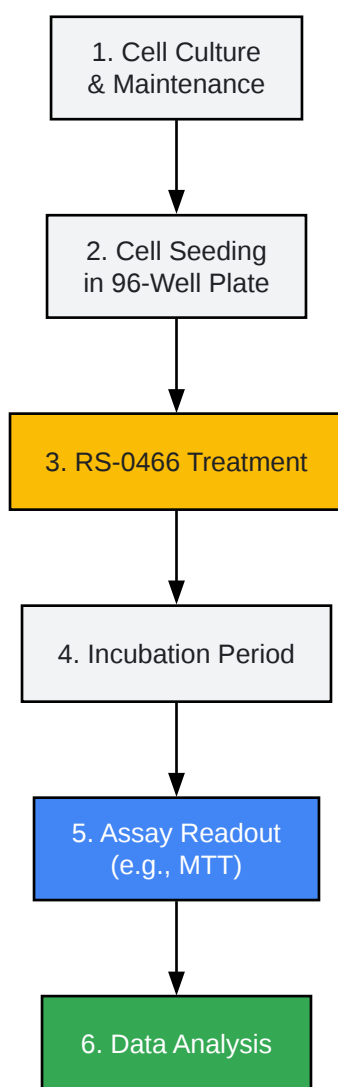 1. Cell Culture
& Maintenance
2. Cell Seeding
in 96-Well Plate
3. RS-0466 Treatment
4. Incubation Period
5. Assay Readout
(e.g., MTT)
6. Data Analysis